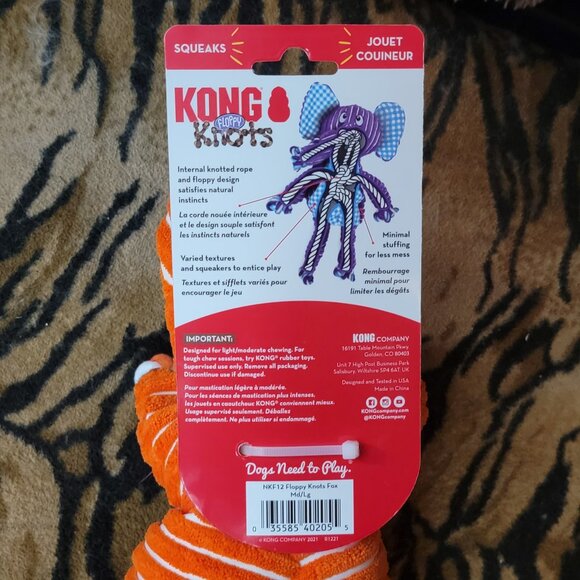 SQUEAKS
JOUET
COUINEUR
KONG
FLOPPY
Knots
Internal knotted rope
and floppy design
satisfies natural
instincts
La corde nouée intérieure
et le design souple satisfont
les instincts naturels
Varied textures
and squeakers to entice play
Textures et sifflets variés pour
encourager le jeu
Minimal
stuffing
for less mess
Rembourrage
minimal pour
limiter les dégâts
IMPORTANT:
Designed for light/moderate chewing. For
tough chew sessions, try KONG® rubber toys.
Supervised use only. Remove all packaging.
Discontinue use if damaged.
Pour mastication légère à modérée.
Pour les séances de mastication plus intenses,
les jouets en caoutchouc KONG® conviennent mieux.
Usage supervisé seulement. Déballez
complètement. Ne plus utiliser si endommagé.
KONG COMPANY
16191 Table Mountain Pkwy.
Golden, CO 80403
Unit 7 High Post Business Park
Salisbury, Wiltshire SP4 6AT UK
Designed and Tested in USA
Made in China
KONGcompany.com
@KONGcompany
Dogs Need to Play.®
NKF12 Floppy Knots Fox
Md/Lg
0 35585 40205 5
© KONG COMPANY 2021 R1221